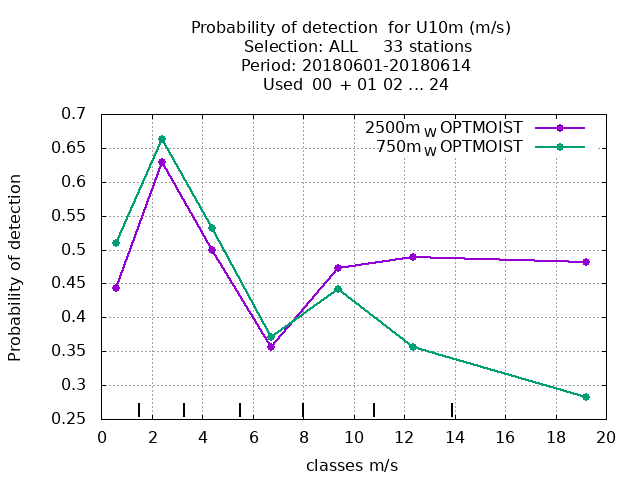 Probability of detection  for U10m (m/s)
Selection: ALL     33 stations
Period: 20180601-20180614
Used  00  + 01 02 ... 24
0.7
0.65
0.6
0.55
0.5
0.45
0.4
0.35
0.3
0.25
Probability of detection
2500m W OPTMOIST
750m W OPTMOIST
0 2 4 6 8 10 12 14 16 18 20
classes m/s